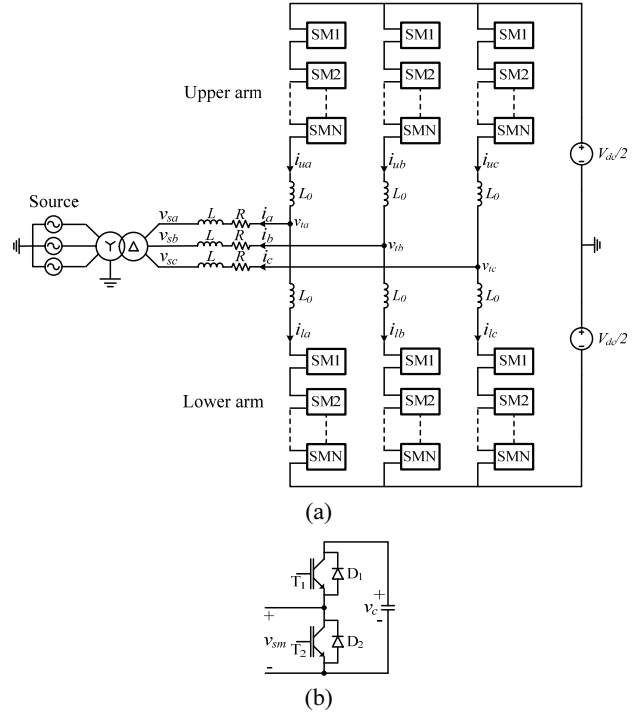 SM1 SM1 SM1
SM2 SM2 SM2
Upper arm
SMN SMN SMN
iua iub iuc
Vdc/2
L0 L0 L0
Source
vsa L R ia vta
vsb L R ib vtb
vsc L R ic vtc
Y Δ
L0 L0 L0
ila ilb ilc
Vdc/2
SM1 SM1 SM1
Lower arm
SM2 SM2 SM2
SMN SMN SMN
(a)
T1 D1
+ vc -
+ vsm -
T2 D2
(b)